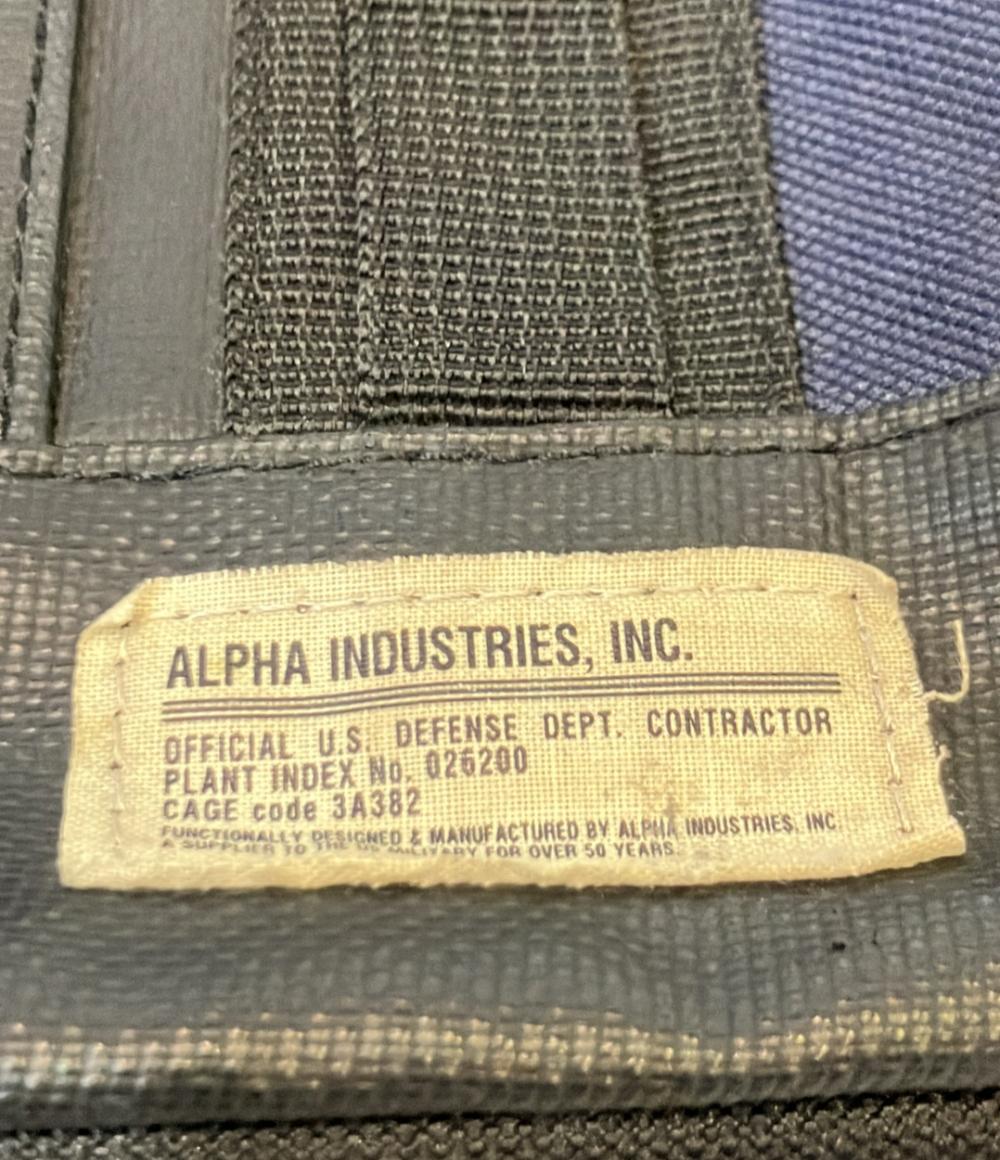 ALPHA INDUSTRIES, INC.
OFFICIAL U.S. DEFENSE DEPT. CONTRACTOR
PLANT INDEX No. 026200
CAGE code 3A382
FUNCTIONALLY DESIGNED & MANUFACTURED BY ALPHA INDUSTRIES, INC.
A SUPPLIER TO THE US MILITARY FOR OVER 50 YEARS.